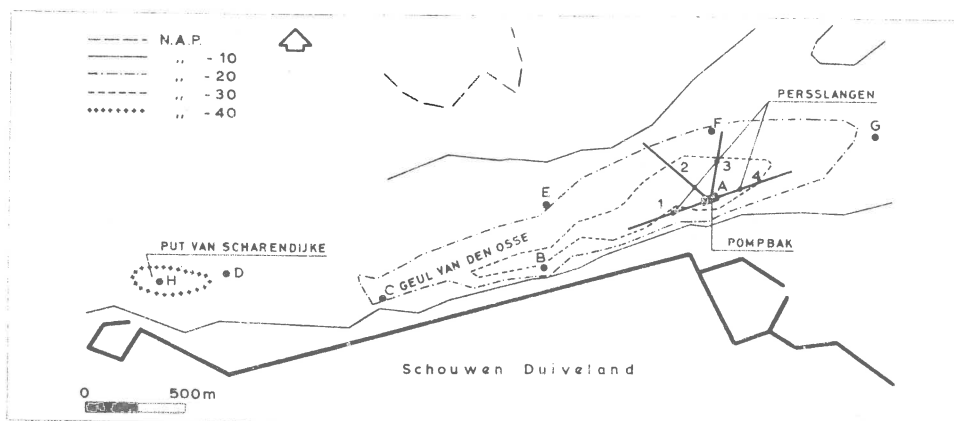 N.A.P.
,, -10
,, -20
,, -30
,, -40
PERSSLANGEN
F
G
3
2
A
4
1
E
POMPBAK
PUT VAN SCHARENDIJKE
GEUL VAN DEN OSSE
B
D
H
C
Schouwen Duiveland
0 500m